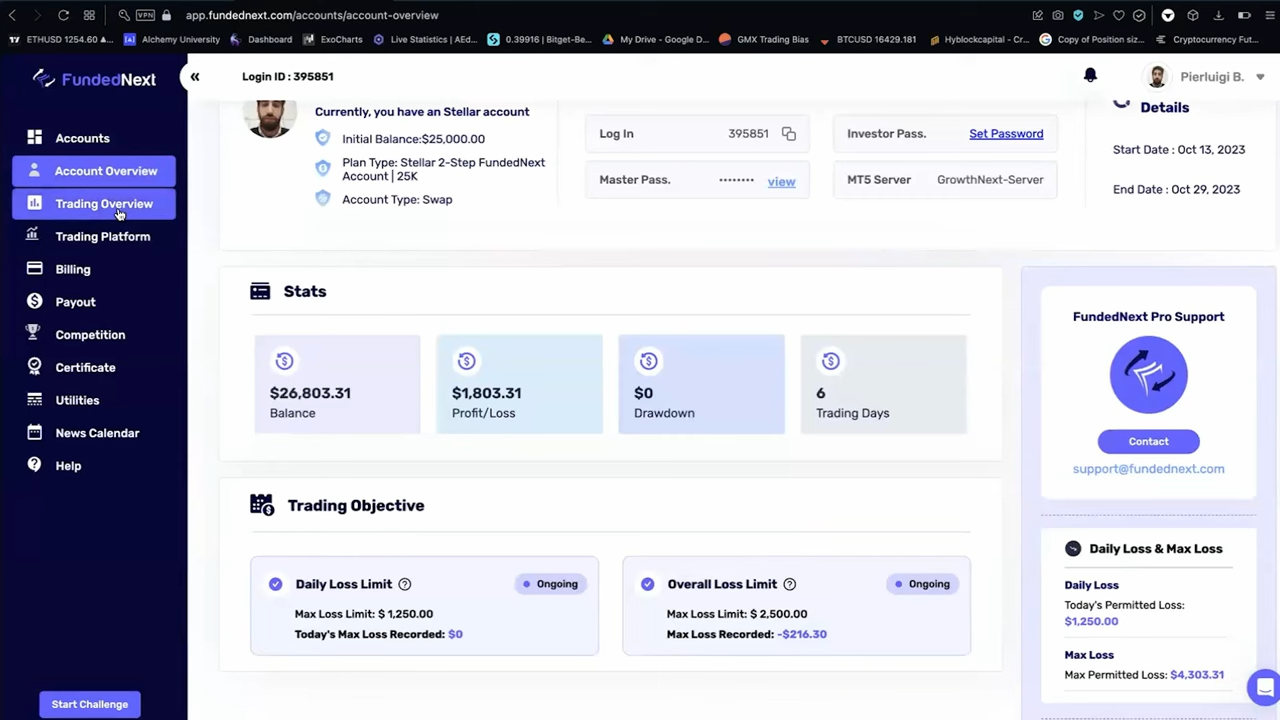 app.fundednext.com/accounts/account-overview
VPN
ETHUSD 1254.60 ▲...
Alchemy University
Dashboard
ExoCharts
Live Statistics | AEd...
0.39916 | Bitget-Be...
My Drive - Google D...
GMX Trading Bias
BTCUSD 16429.181
Hyblockcapital - Cr...
Copy of Position siz...
Cryptocurrency Fut...
FundedNext
«
Login ID : 395851
Pierluigi B.
Accounts
Account Overview
Trading Overview
Trading Platform
Billing
Payout
Competition
Certificate
Utilities
News Calendar
Help
Start Challenge
Currently, you have an Stellar account
Initial Balance:$25,000.00
Plan Type: Stellar 2-Step FundedNext
Account | 25K
Account Type: Swap
Log In 395851
Master Pass. •••••••• view
Investor Pass. Set Password
MT5 Server GrowthNext-Server
Details
Start Date : Oct 13, 2023
End Date : Oct 29, 2023
Stats
$26,803.31
Balance
$1,803.31
Profit/Loss
$0
Drawdown
6
Trading Days
Trading Objective
Daily Loss Limit
Ongoing
Max Loss Limit: $ 1,250.00
Today's Max Loss Recorded: $0
Overall Loss Limit
Ongoing
Max Loss Limit: $ 2,500.00
Max Loss Recorded: -$216.30
FundedNext Pro Support
Contact
support@fundednext.com
Daily Loss & Max Loss
Daily Loss
Today's Permitted Loss:
$1,250.00
Max Loss
Max Permitted Loss: $4,303.31